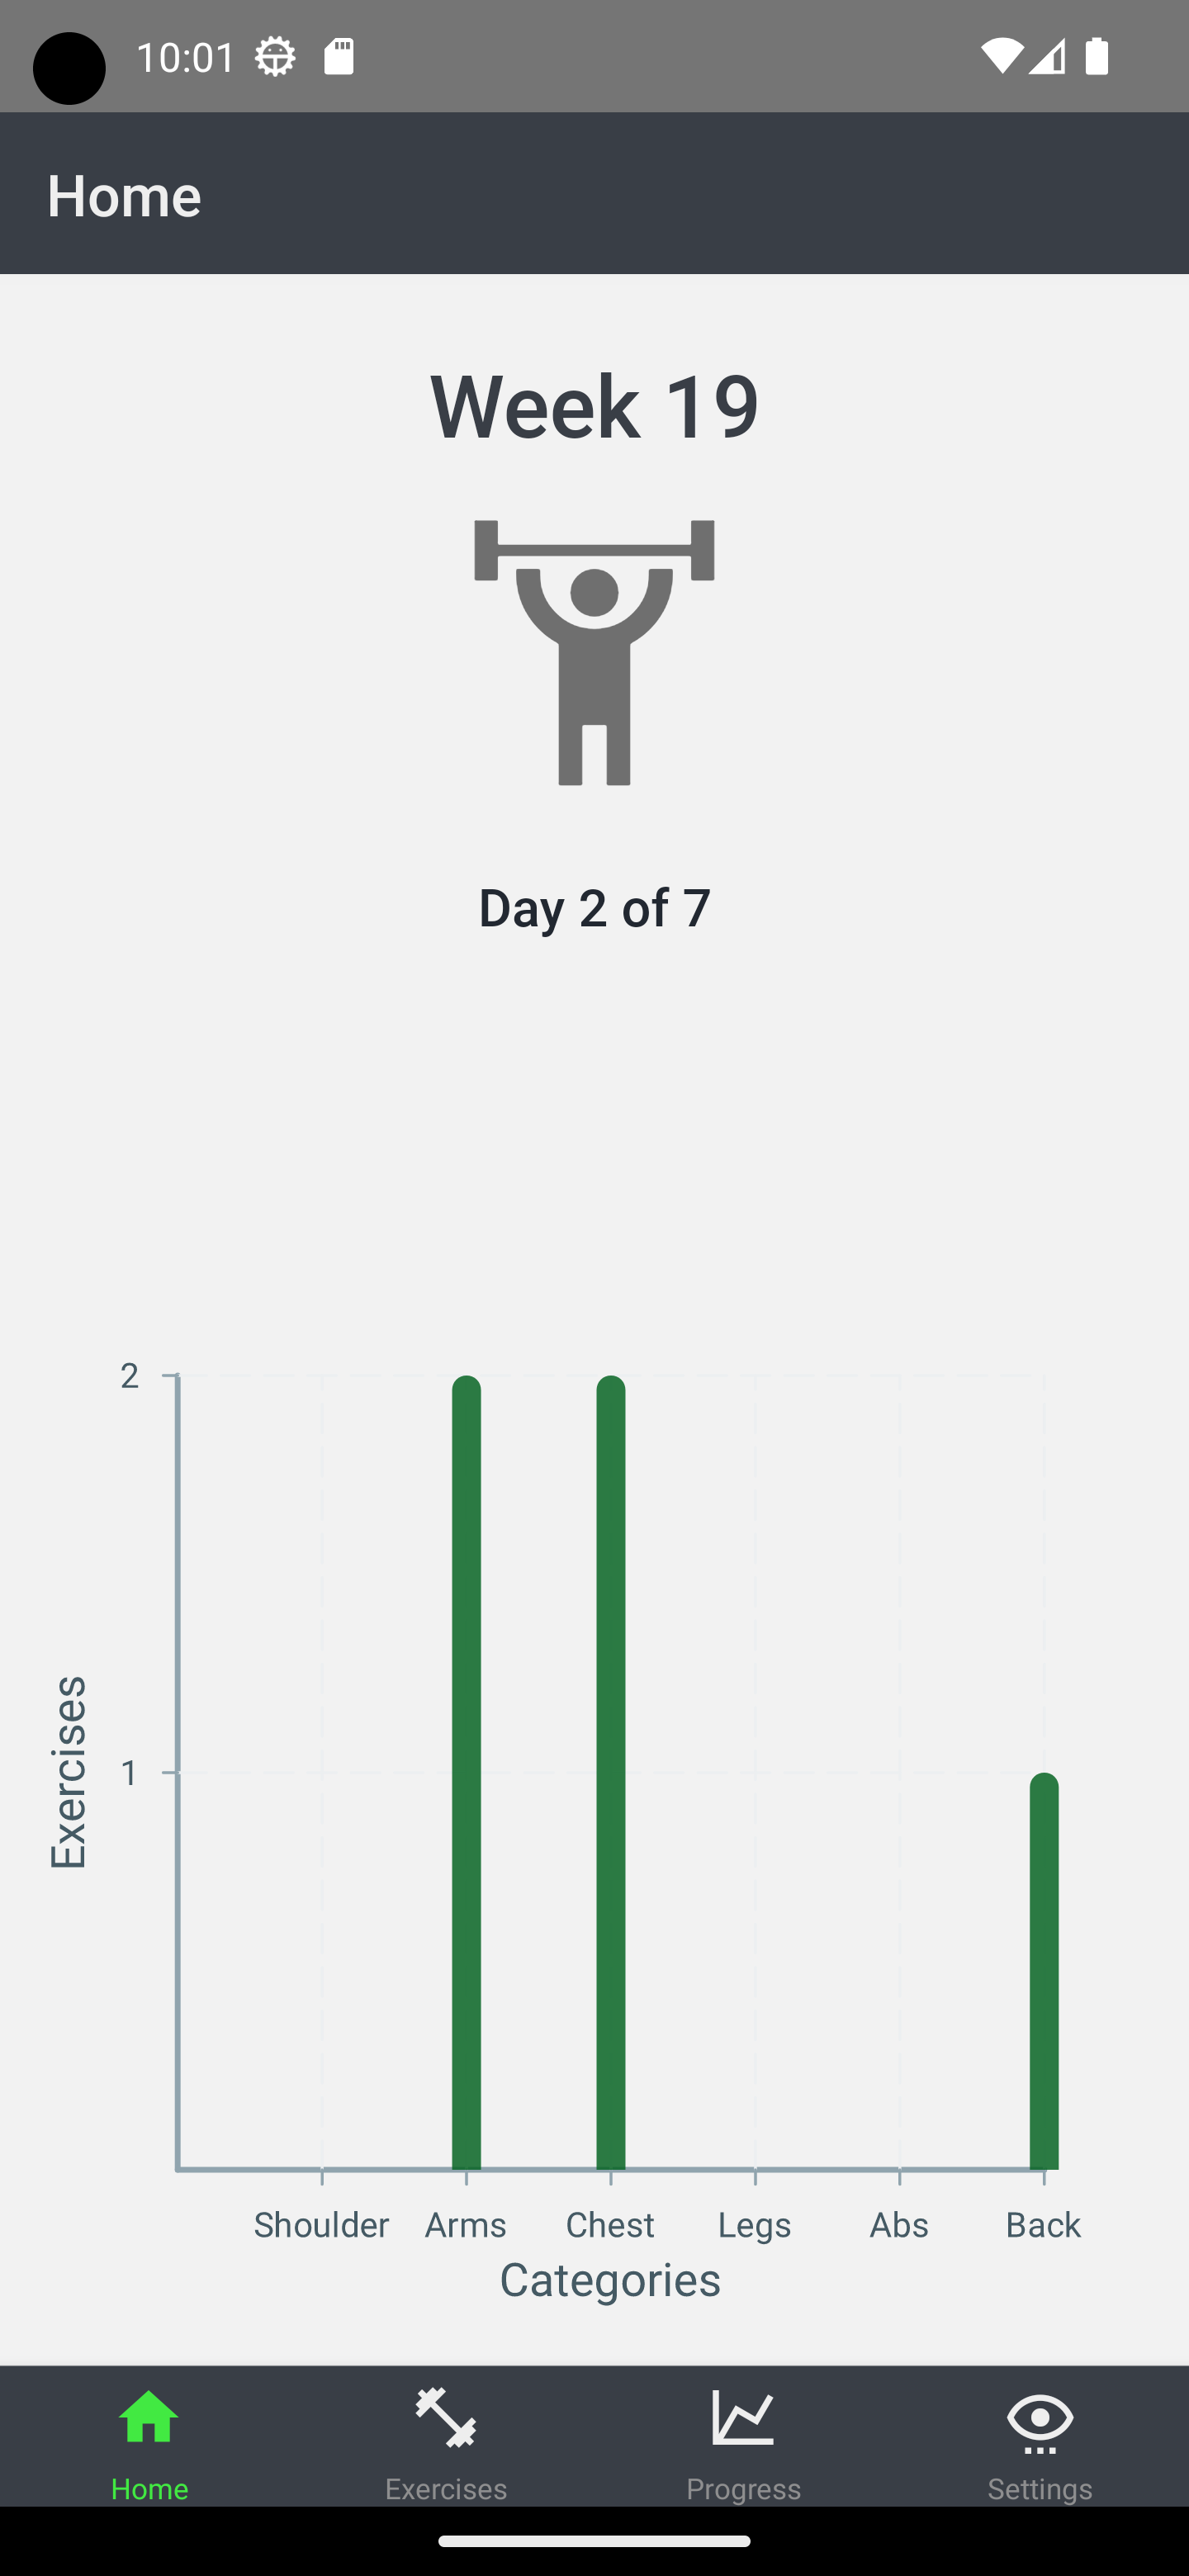 10:01
Home
Week 19
Day 2 of 7
2
1
Exercises
Shoulder Arms Chest Legs Abs Back
Categories
Home Exercises Progress Settings